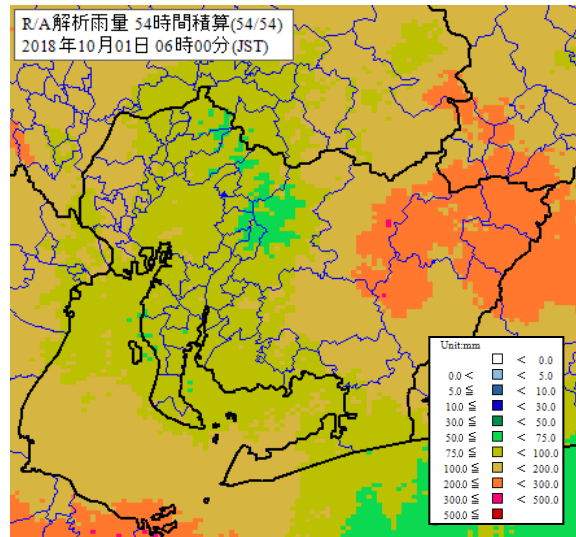 R/A解析雨量 54時間積算(54/54)
2018年10月01日 06時00分(JST)
Unit:mm
< 0.0
0.0 < < 5.0
5.0 ≦ < 10.0
10.0 ≦ < 30.0
30.0 ≦ < 50.0
50.0 ≦ < 75.0
75.0 ≦ < 100.0
100.0 ≦ < 200.0
200.0 ≦ < 300.0
300.0 ≦ < 500.0
500.0 ≦